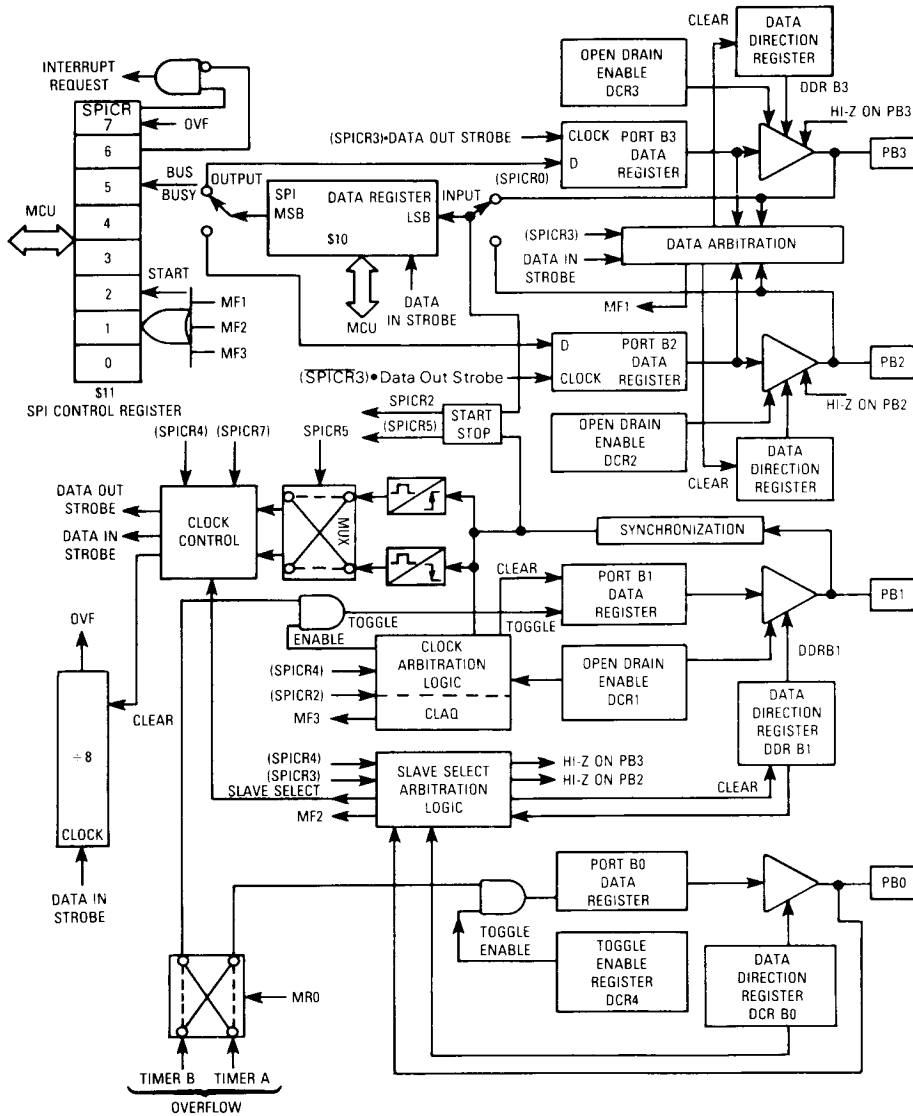 CLEAR
DATA
DIRECTION
REGISTER
INTERRUPT
REQUEST
OPEN DRAIN
ENABLE
DCR3
DDR B3
HI-Z ON PB3
SPICR
7
OVF
6
5
4
3
2
1
0
$11
SPI CONTROL REGISTER
MCU
BUS
BUSY
START
MF1
MF2
MF3
(SPICR3)•DATA OUT STROBE
CLOCK
D
PORT B3
DATA
REGISTER
PB3
OUTPUT
SPI
MSB
DATA REGISTER
LSB
$10
INPUT
(SPICR0)
MCU
DATA
IN STROBE
(SPICR3)
DATA IN
STROBE
DATA ARBITRATION
MF1
D
CLOCK
PORT B2
DATA
REGISTER
PB2
(S̅P̅I̅C̅R̅3)•Data Out Strobe
HI-Z ON PB2
SPICR2
(SPICR5)
START
STOP
OPEN DRAIN
ENABLE
DCR2
CLEAR
DATA
DIRECTION
REGISTER
(SPICR4)
(SPICR7)
SPICR5
DATA OUT
STROBE
DATA IN
STROBE
CLOCK
CONTROL
MUX
SYNCHRONIZATION
CLEAR
PORT B1
DATA
REGISTER
PB1
TOGGLE
TOGGLE
ENABLE
CLOCK
ARBITRATION
LOGIC
CLAQ
(SPICR4)
(SPICR2)
MF3
OPEN DRAIN
ENABLE
DCR1
DDRB1
DATA
DIRECTION
REGISTER
DDR B1
OVF
CLEAR
÷8
CLOCK
DATA IN
STROBE
(SPICR4)
(SPICR3)
SLAVE SELECT
MF2
SLAVE SELECT
ARBITRATION
LOGIC
HI-Z ON PB3
HI-Z ON PB2
CLEAR
PORT B0
DATA
REGISTER
PB0
TOGGLE
ENABLE
TOGGLE
ENABLE
REGISTER
DCR4
DATA
DIRECTION
REGISTER
DCR B0
MR0
TIMER B
TIMER A
OVERFLOW